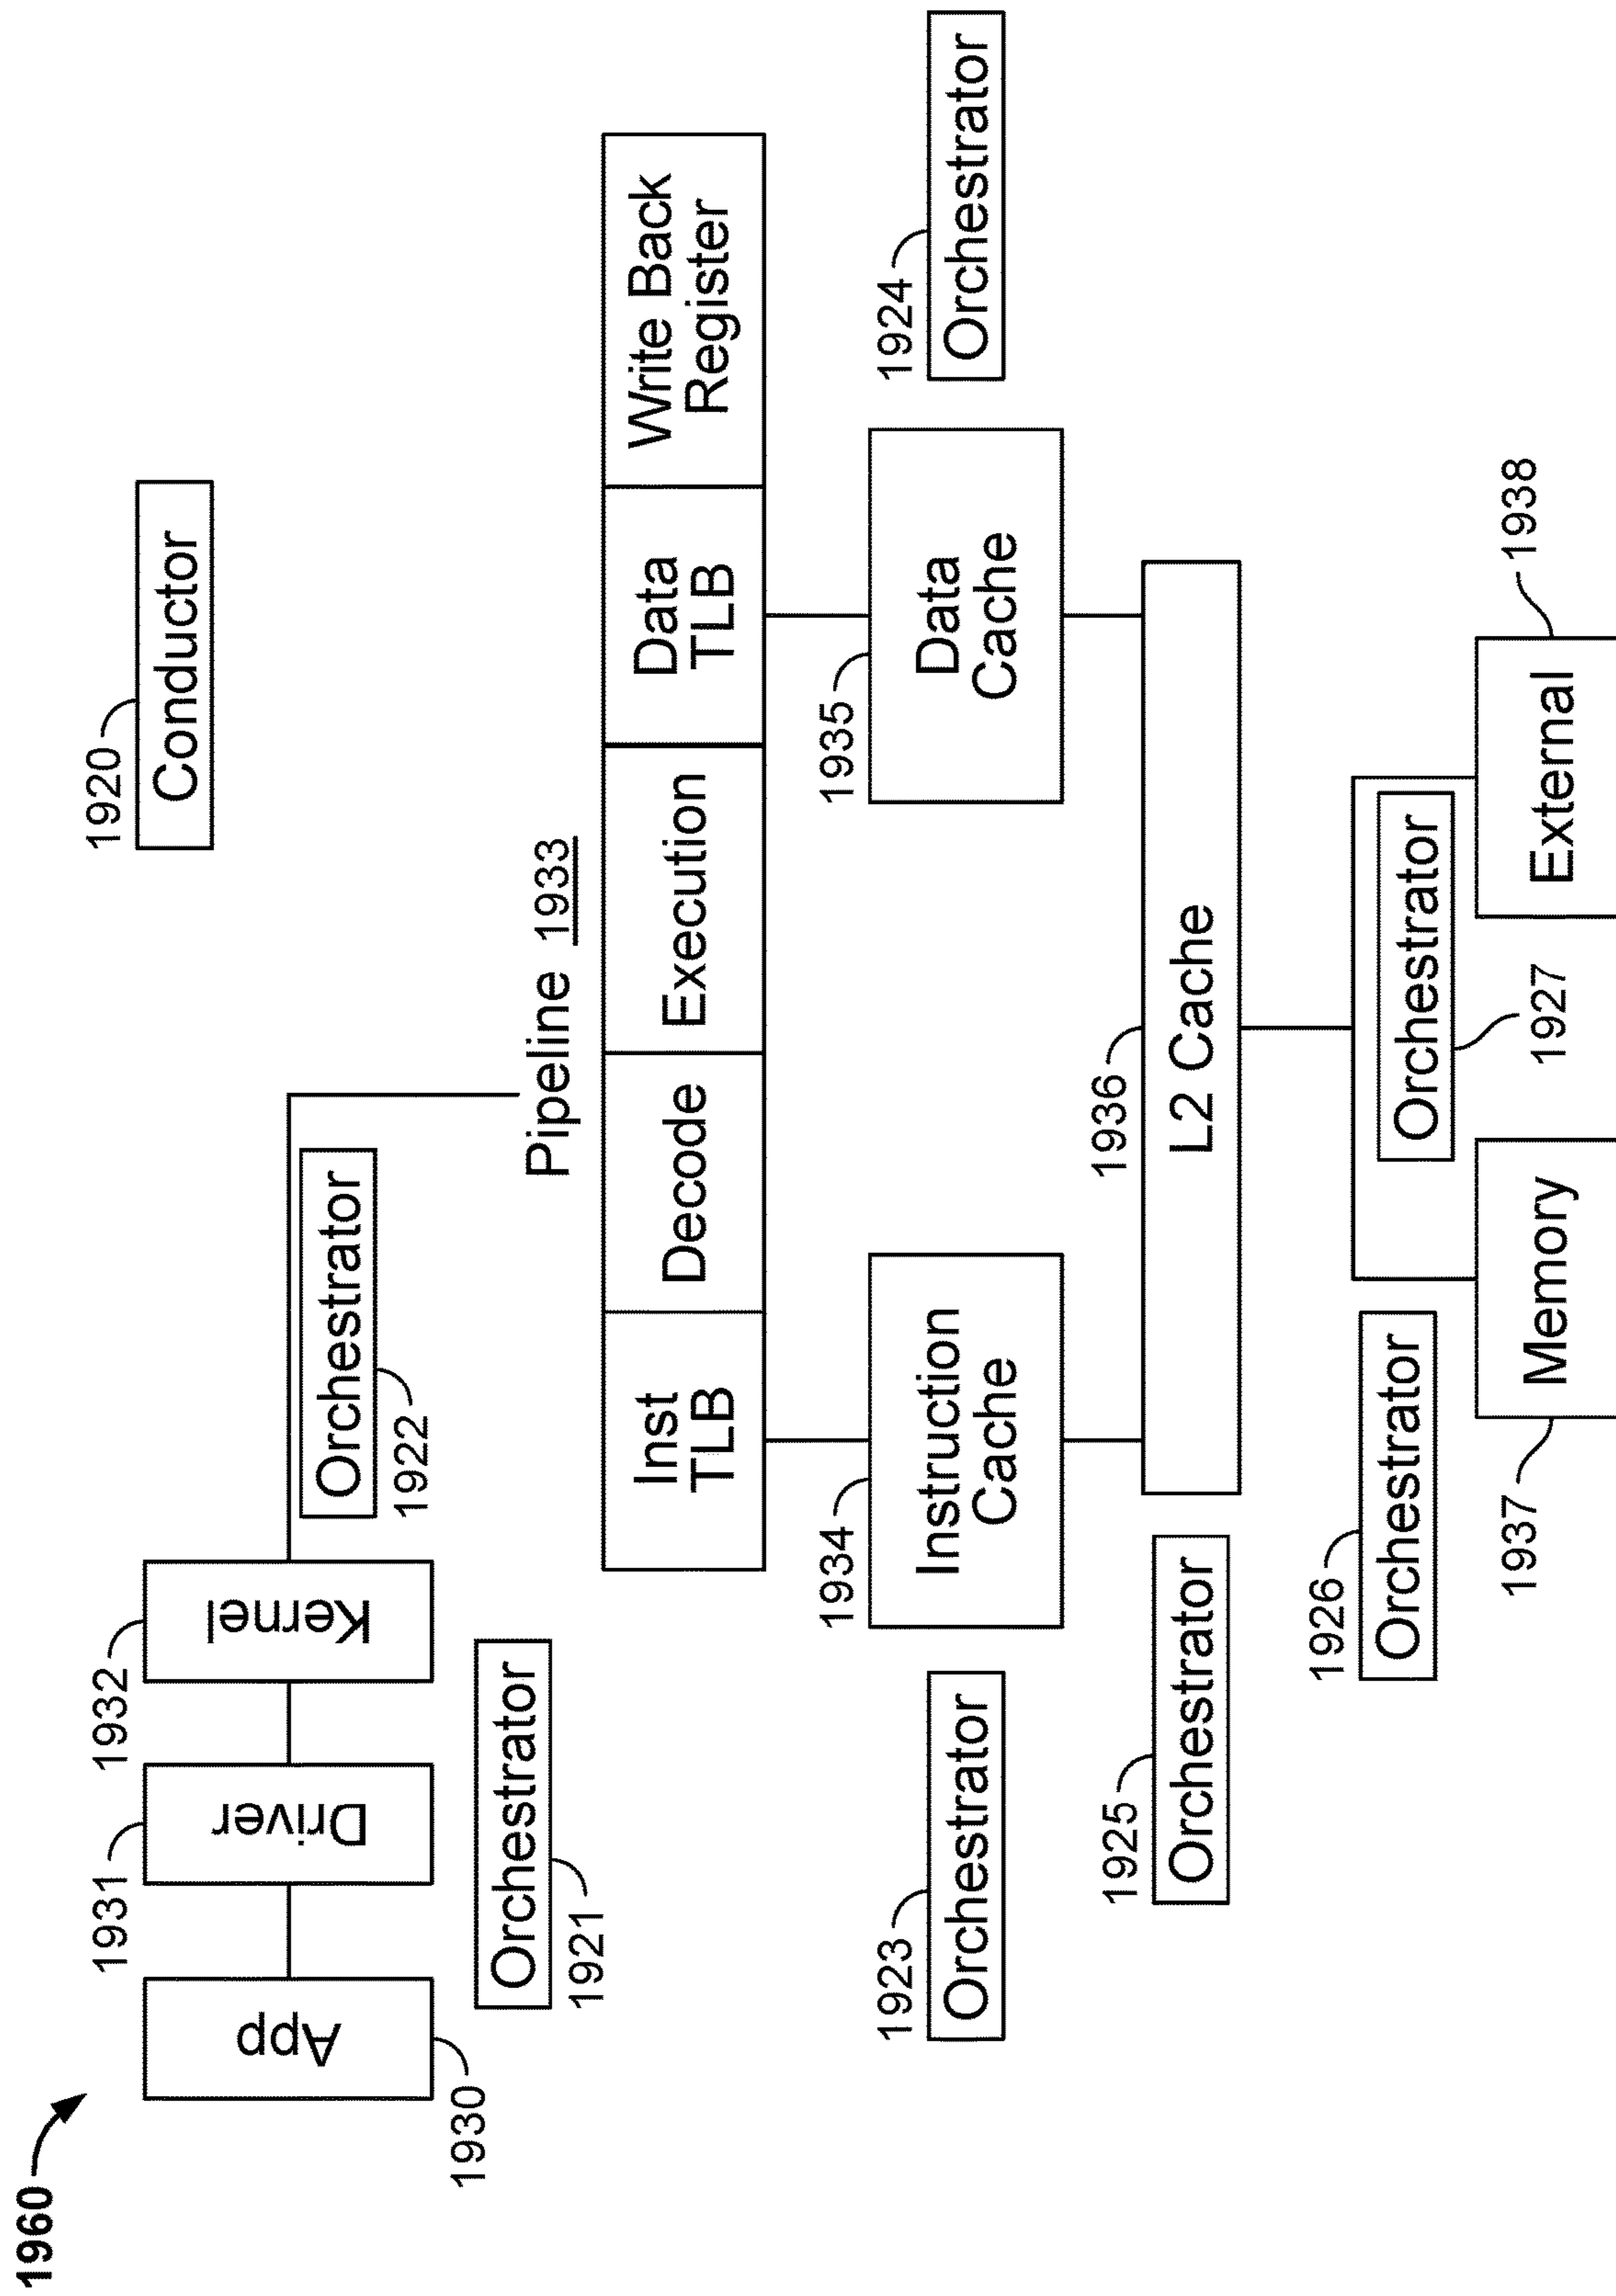 1960
1920
Conductor
1932
1931
App
Driver
Kernel
1930
Orchestrator
1922
Orchestrator
1921
Pipeline 1933
Inst
TLB
Decode
Execution
Data
TLB
Write Back
Register
1934
1935
1923
Orchestrator
Instruction
Cache
Data
Cache
1924
Orchestrator
1925
Orchestrator
1936
L2 Cache
1926
Orchestrator
Orchestrator
1927
1937
Memory
External
1938